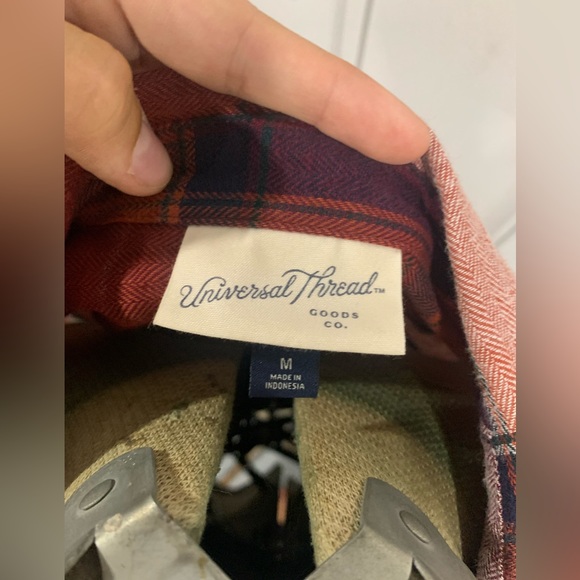 Universal Thread™
GOODS
CO.
M
MADE IN
INDONESIA